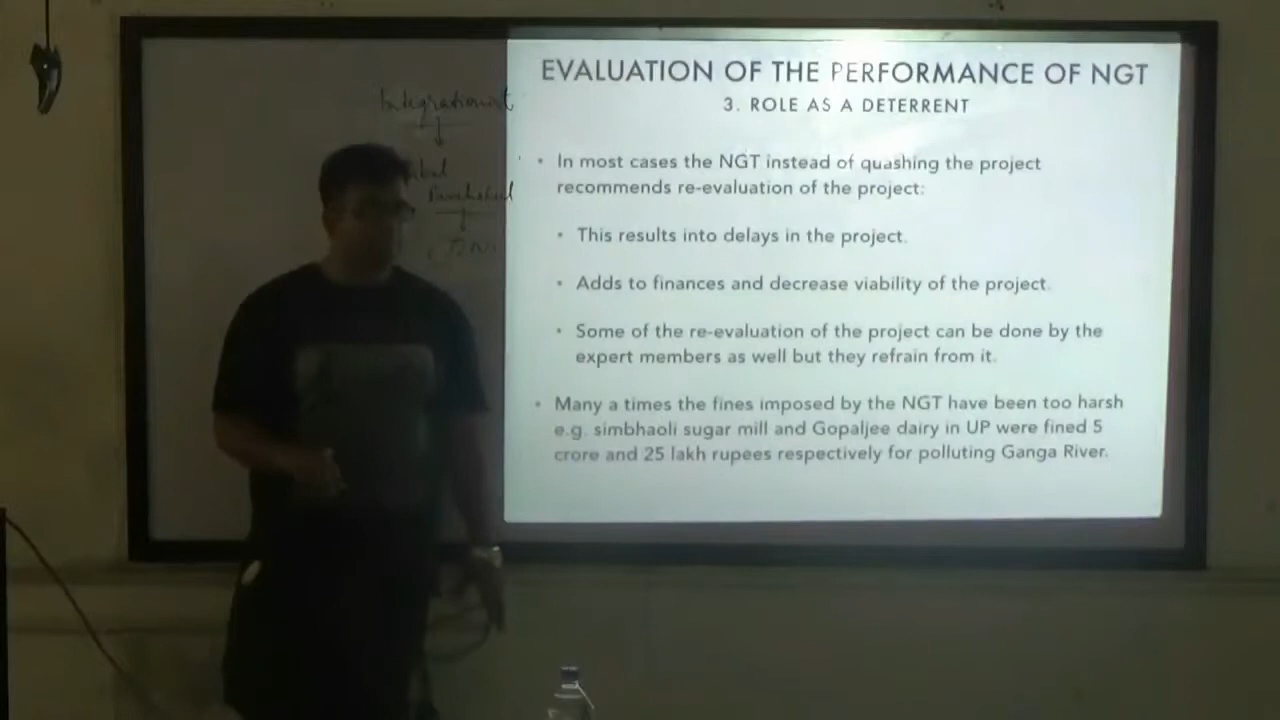 EVALUATION OF THE PERFORMANCE OF NGT
3. ROLE AS A DETERRENT
• In most cases the NGT instead of quashing the project
recommends re-evaluation of the project:
• This results into delays in the project.
• Adds to finances and decrease viability of the project.
• Some of the re-evaluation of the project can be done by the
expert members as well but they refrain from it.
• Many a times the fines imposed by the NGT have been too harsh
e.g. simbhaoli sugar mill and Gopaljee dairy in UP were fined 5
crore and 25 lakh rupees respectively for polluting Ganga River.
Integrationist